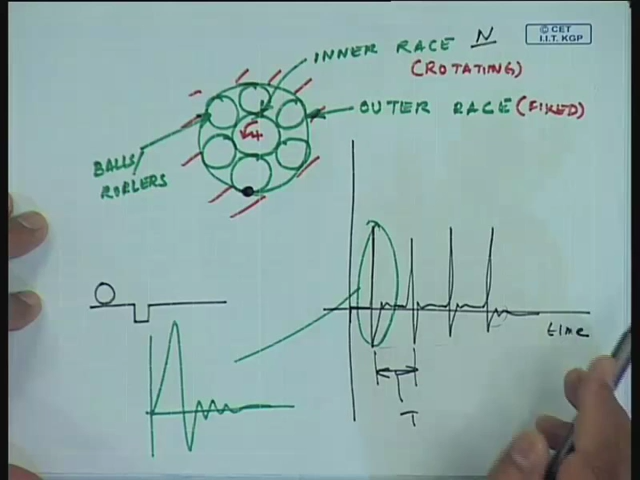 INNER RACE N
(ROTATING)
© CET
I.I.T. KGP
OUTER RACE (FIXED)
BALLS/
ROLLERS
time
T